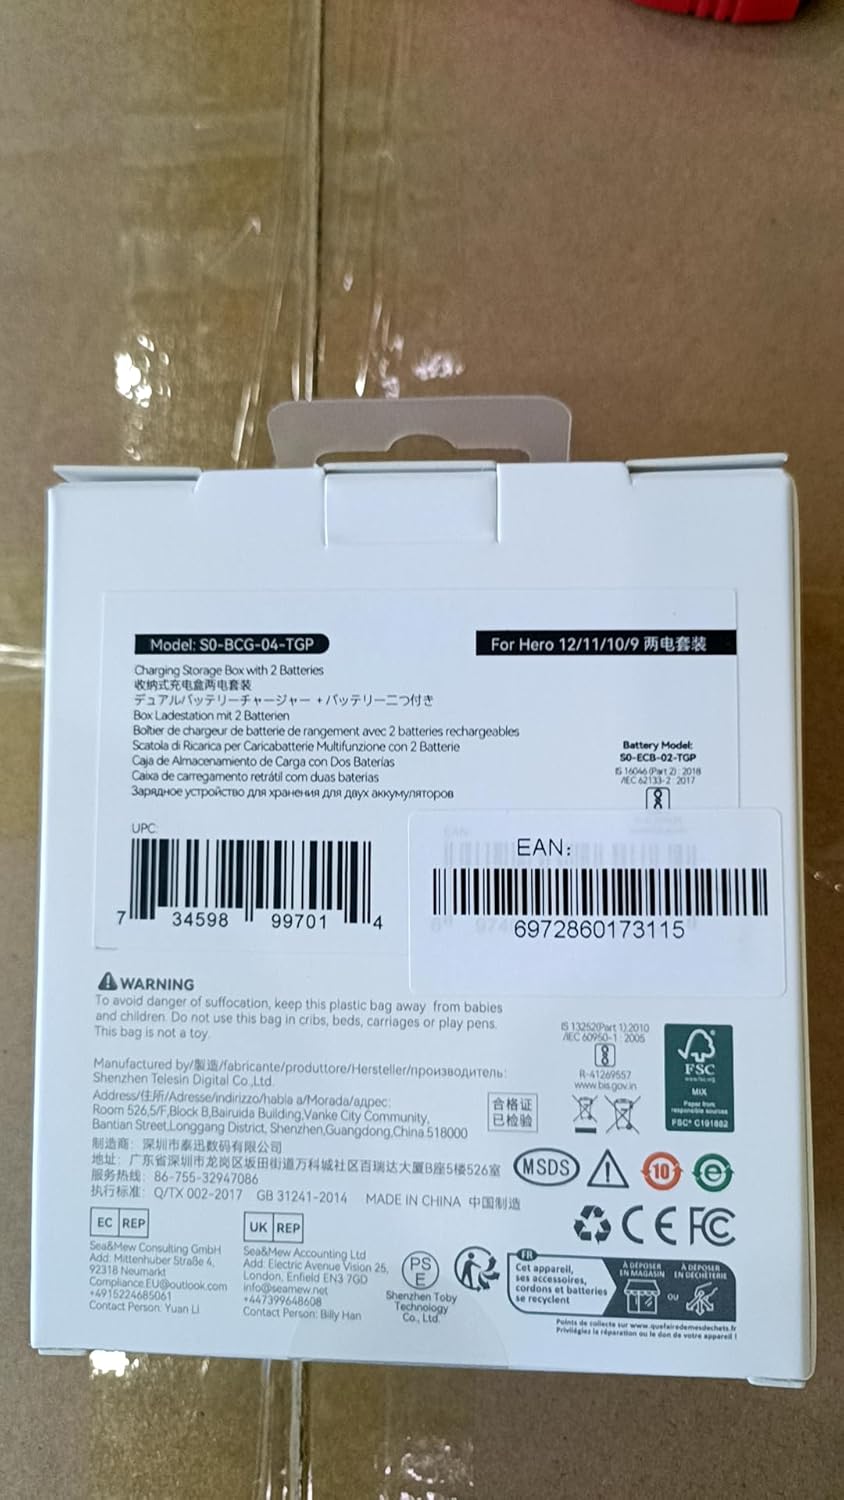 Model: S0-BCG-04-TGP
For Hero 12/11/10/9 两电套装
Charging Storage Box with 2 Batteries
收纳式充电盒两电套装
デュアルバッテリーチャージャー + バッテリー二つ付き
Box Ladestation mit 2 Batterien
Boîtier de chargeur de batterie de rangement avec 2 batteries rechargeables
Scatola di Ricarica per Caricabatterie Multifunzione con 2 Batterie
Caja de Almacenamiento de Carga con Dos Baterías
Caixa de carregamento retrátil com duas baterias
Зарядное устройство для хранения для двух аккумуляторов
Battery Model:
S0-ECB-02-TGP
IS 16046 (Part 2) : 2018
/IEC 62133-2 : 2017
UPC:
7 34598 99701 4
EAN:
6972860173115
WARNING
To avoid danger of suffocation, keep this plastic bag away from babies
and children. Do not use this bag in cribs, beds, carriages or play pens.
This bag is not a toy.
Manufactured by/製造/fabricante/produttore/Hersteller/производитель:
Shenzhen Telesin Digital Co.,Ltd.
Address/住所/Adresse/indirizzo/habla a/Morada/адрес:
Room 526,5/F,Block B,Bairuida Building,Vanke City Community,
Bantian Street,Longgang District, Shenzhen,Guangdong,China.518000
制造商: 深圳市泰迅数码有限公司
地址: 广东省深圳市龙岗区坂田街道万科城社区百瑞达大厦B座5楼526室
服务热线: 86-755-32947086
执行标准: Q/TX 002-2017 GB 31241-2014 MADE IN CHINA 中国制造
IS 13252(Part 1):2010
/IEC 60950-1 : 2005
R-41269557
www.bis.gov.in
合格证
已检验
FSC
www.fsc.org
MIX
Paper from
responsible sources
FSC® C191882
MSDS
10
e
CE FC
EC REP
Sea&Mew Consulting GmbH
Add: Mittenhuber Straße 4,
92318 Neumarkt
Compliance.EU@outlook.com
+4915224685061
Contact Person: Yuan Li
UK REP
Sea&Mew Accounting Ltd
Add: Electric Avenue Vision 25,
London, Enfield EN3 7GD
info@seamew.net
+447399648608
Contact Person: Billy Han
PS
E
Shenzhen Toby
Technology
Co., Ltd.
FR
Cet appareil,
ses accessoires,
cordons et batteries
se recyclent
À DÉPOSER
EN MAGASIN
OU
À DÉPOSER
EN DÉCHÈTERIE
Points de collecte sur www.quefairedemesdechets.fr
Privilégiez la réparation ou le don de votre appareil !